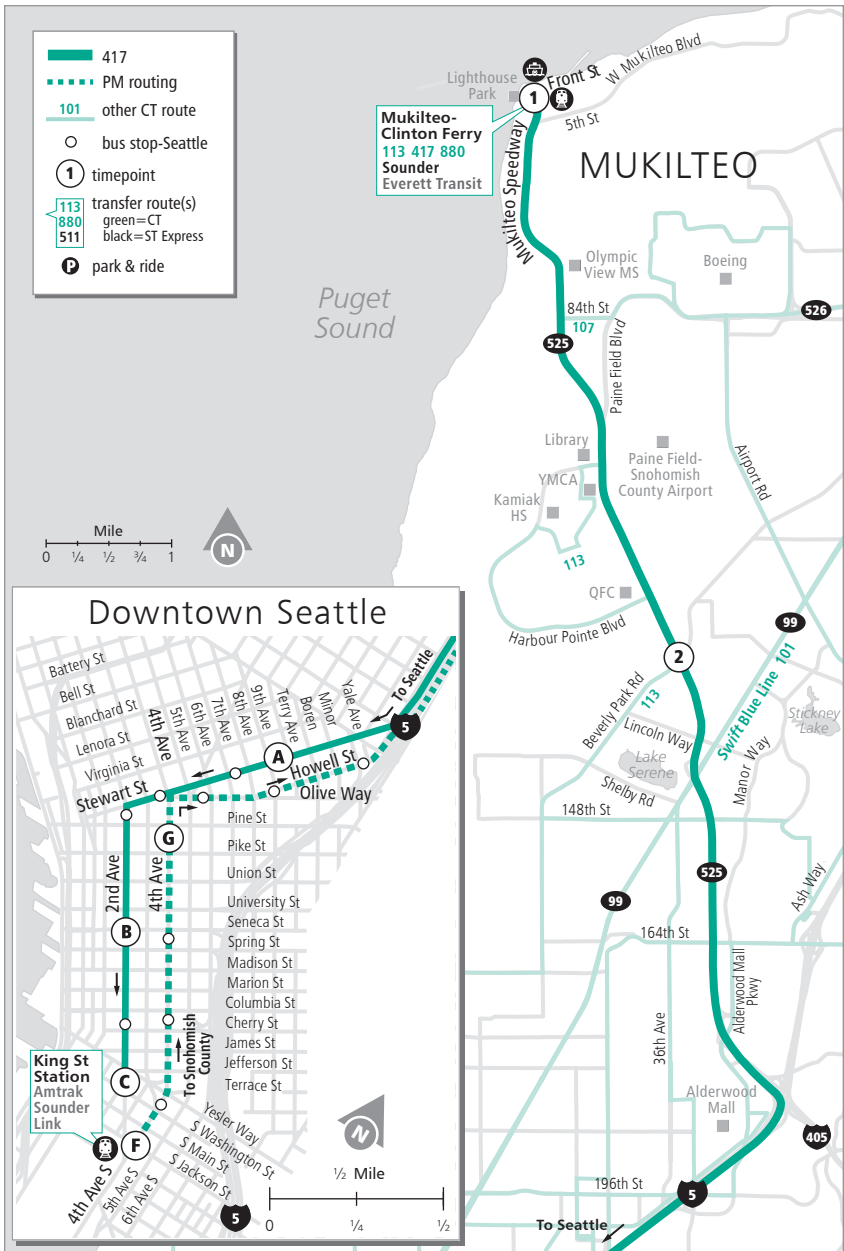 417
PM routing
101
other CT route
bus stop-Seattle
1
timepoint
113
880
511
transfer route(s)
green=CT
black=ST Express
P
park & ride
Lighthouse
Park
1
Front St
W Mukilteo Blvd
5th St
Mukilteo-
Clinton Ferry
113 417 880
Sounder
Everett Transit
Mukilteo Speedway
MUKILTEO
Olympic
View MS
Boeing
84th St
107
526
525
Paine Field Blvd
Puget
Sound
Library
YMCA
Kamiak
HS
Paine Field-
Snohomish
County Airport
Airport Rd
113
QFC
Harbour Pointe Blvd
99
2
Beverly Park Rd
113
Swift Blue Line 101
Stickney
Lake
Lincoln Way
Lake
Serene
Manor Way
Shelby Rd
148th St
525
99
Ash Way
164th St
36th Ave
Alderwood Mall
Pkwy
Alderwood
Mall
405
196th St
5
To Seattle
Mile
0 ¼ ½ ¾ 1
N
Downtown Seattle
Battery St
Bell St
Blanchard St
Lenora St
Virginia St
Stewart St
4th Ave
5th Ave
6th Ave
7th Ave
8th Ave
9th Ave
Terry Ave
Boren
Minor
Yale Ave
To Seattle
5
A
Howell St
Olive Way
Pine St
G
Pike St
2nd Ave
4th Ave
Union St
University St
Seneca St
B
Spring St
Madison St
Marion St
Columbia St
Cherry St
James St
Jefferson St
Terrace St
To Snohomish
County
King St
Station
Amtrak
Sounder
Link
C
F
Yesler Way
S Washington St
S Main St
S Jackson St
4th Ave S
5th Ave S
6th Ave S
5
N
½ Mile
0 ¼ ½